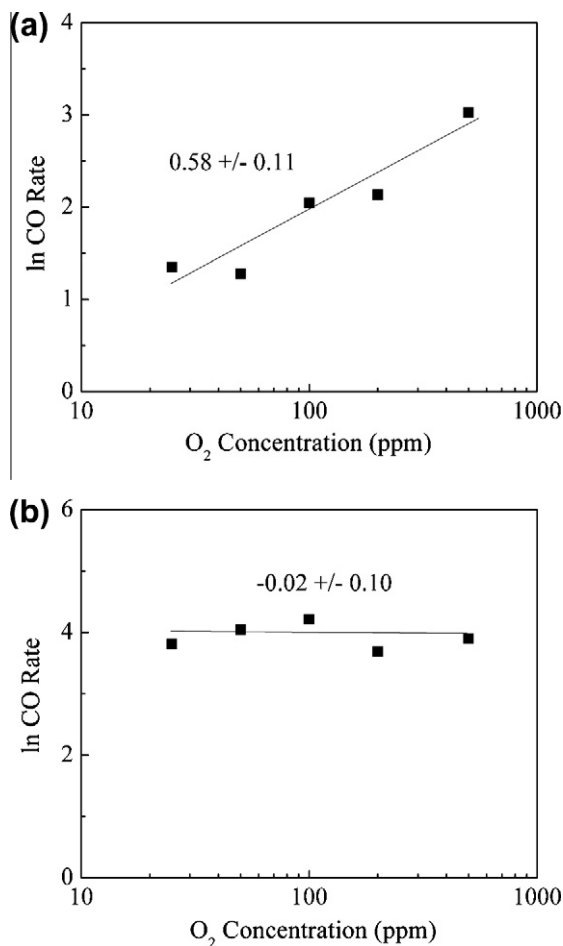 (a)
4
3
2
1
0
ln CO Rate
0.58 +/- 0.11
10
100
1000
O₂ Concentration (ppm)
(b)
6
4
2
0
ln CO Rate
-0.02 +/- 0.10
10
100
1000
O₂ Concentration (ppm)